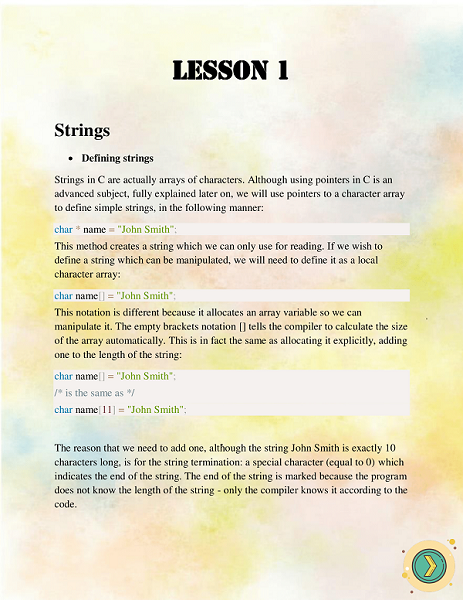 LESSON 1
Strings
• Defining strings
Strings in C are actually arrays of characters. Although using pointers in C is an
advanced subject, fully explained later on, we will use pointers to a character array
to define simple strings, in the following manner:
char * name = "John Smith";
This method creates a string which we can only use for reading. If we wish to
define a string which can be manipulated, we will need to define it as a local
character array:
char name[] = "John Smith";
This notation is different because it allocates an array variable so we can
manipulate it. The empty brackets notation [] tells the compiler to calculate the size
of the array automatically. This is in fact the same as allocating it explicitly, adding
one to the length of the string:
char name[] = "John Smith";
/* is the same as */
char name[11] = "John Smith";
The reason that we need to add one, although the string John Smith is exactly 10
characters long, is for the string termination: a special character (equal to 0) which
indicates the end of the string. The end of the string is marked because the program
does not know the length of the string - only the compiler knows it according to the
code.